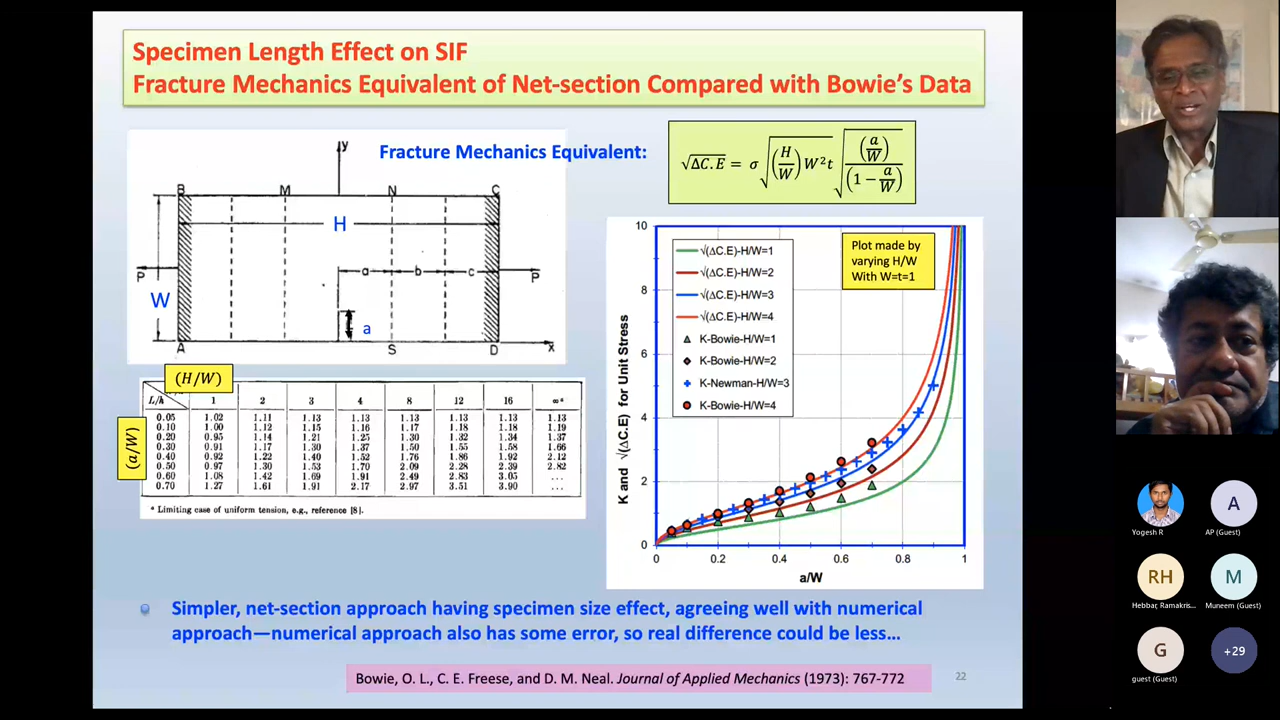 Specimen Length Effect on SIF
Fracture Mechanics Equivalent of Net-section Compared with Bowie's Data
Fracture Mechanics Equivalent:
√ΔC.E = σ√((H/W) W²t) √((a/W)/(1 − a/W))
y
B M N C
H
a b c
P P
W
a
A S D x
(H/W)
(a/W)
L/h 1 2 3 4 8 12 16 ∞ᵃ
0.05 1.02 1.11 1.13 1.13 1.13 1.13 1.13 1.13
0.10 1.00 1.12 1.15 1.16 1.17 1.18 1.18 1.19
0.20 0.95 1.14 1.21 1.25 1.30 1.32 1.34 1.37
0.30 0.91 1.17 1.30 1.37 1.50 1.55 1.58 1.66
0.40 0.92 1.22 1.40 1.52 1.76 1.86 1.92 2.12
0.50 0.97 1.30 1.53 1.70 2.09 2.28 2.39 2.82
0.60 1.08 1.42 1.69 1.91 2.49 2.83 3.05 ...
0.70 1.27 1.61 1.91 2.17 2.97 3.51 3.90 ...
ᵃ Limiting case of uniform tension, e.g., reference [8].
K and √(ΔC.E) for Unit Stress
10
8
6
4
2
0
0 0.2 0.4 0.6 0.8 1
a/W
√(ΔC.E)-H/W=1
√(ΔC.E)-H/W=2
√(ΔC.E)-H/W=3
√(ΔC.E)-H/W=4
K-Bowie-H/W=1
K-Bowie-H/W=2
K-Newman-H/W=3
K-Bowie-H/W=4
Plot made by
varying H/W
With W=t=1
Simpler, net-section approach having specimen size effect, agreeing well with numerical
approach—numerical approach also has some error, so real difference could be less...
Bowie, O. L., C. E. Freese, and D. M. Neal. Journal of Applied Mechanics (1973): 767-772
22
Yogesh R
A
AP (Guest)
RH
Hebbar, Ramakris...
M
Muneem (Guest)
G
guest (Guest)
+29